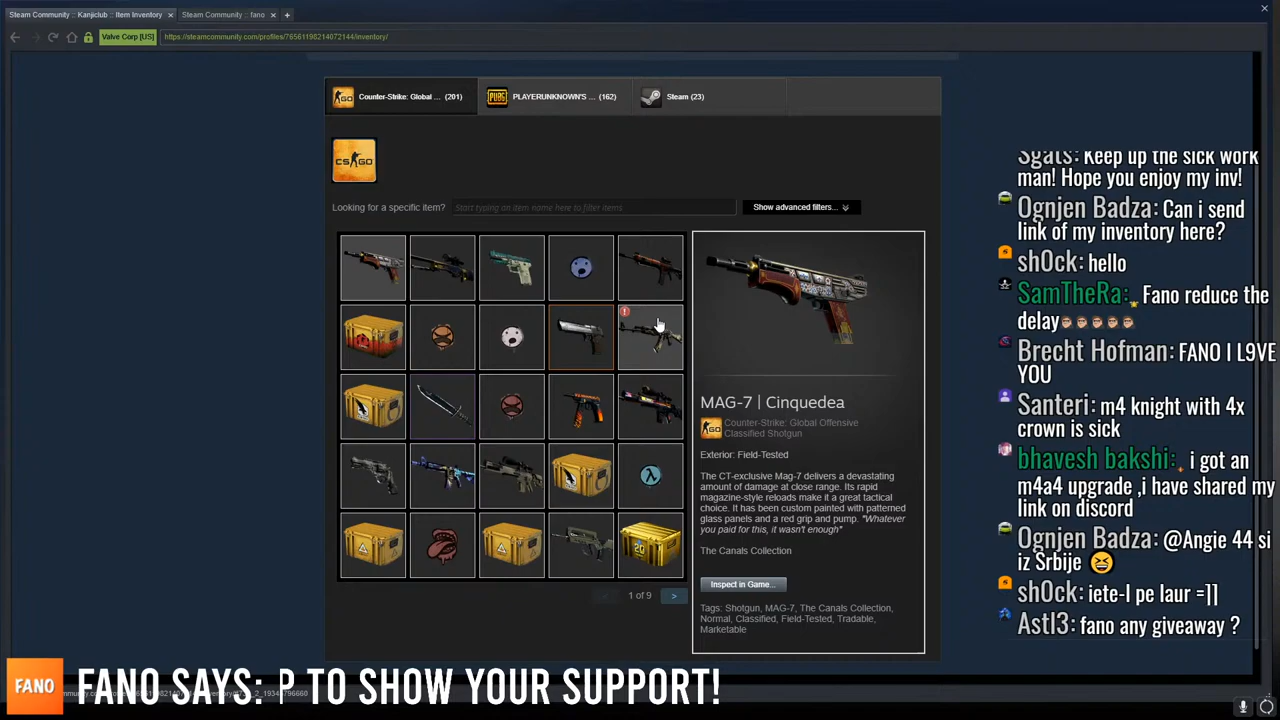 Steam Community :: Kanjiclub :: Item Inventory
Steam Community :: fano
Valve Corp [US]
https://steamcommunity.com/profiles/76561198214072144/inventory/
Counter-Strike: Global ... (201)
PLAYERUNKNOWN'S ... (162)
Steam (23)
CS GO
Looking for a specific item?
Start typing an item name here to filter items
Show advanced filters...
MAG-7 | Cinquedea
Counter-Strike: Global Offensive
Classified Shotgun
Exterior: Field-Tested
The CT-exclusive Mag-7 delivers a devastating
amount of damage at close range. Its rapid
magazine-style reloads make it a great tactical
choice. It has been custom painted with patterned
glass panels and a red grip and pump. "Whatever
you paid for this, it wasn't enough"
The Canals Collection
Inspect in Game...
Tags: Shotgun, MAG-7, The Canals Collection,
Normal, Classified, Field-Tested, Tradable,
Marketable
1 of 9
>
Sgats: Keep up the sick work
man! Hope you enjoy my inv!
Ognjen Badza: Can i send
link of my inventory here?
sh0ck: hello
SamTheRa: Fano reduce the
delay
Brecht Hofman: FANO I L9VE
YOU
Santeri: m4 knight with 4x
crown is sick
bhavesh bakshi: i got an
m4a4 upgrade ,i have shared my
link on discord
Ognjen Badza: @Angie 44 si
iz Srbije
sh0ck: iete-l pe laur =]]
Astl3: fano any giveaway ?
FANO
FANO SAYS: P TO SHOW YOUR SUPPORT!